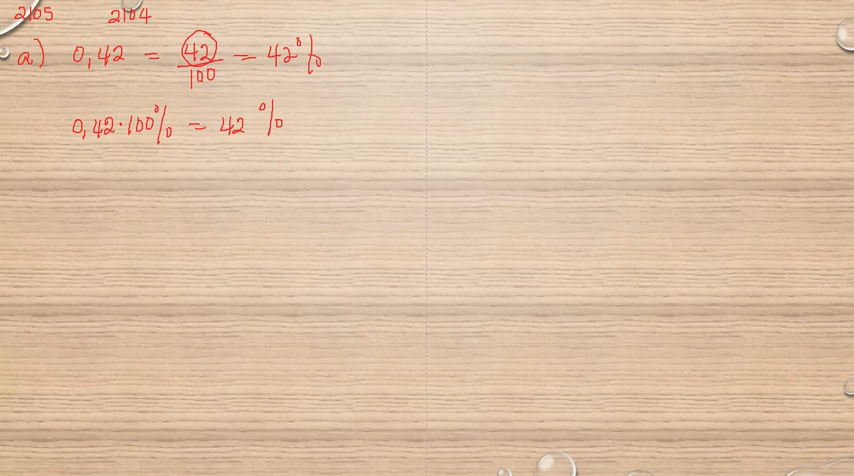 2105 2104
a) 0,42 = 42/100 = 42%
0,42·100% = 42%